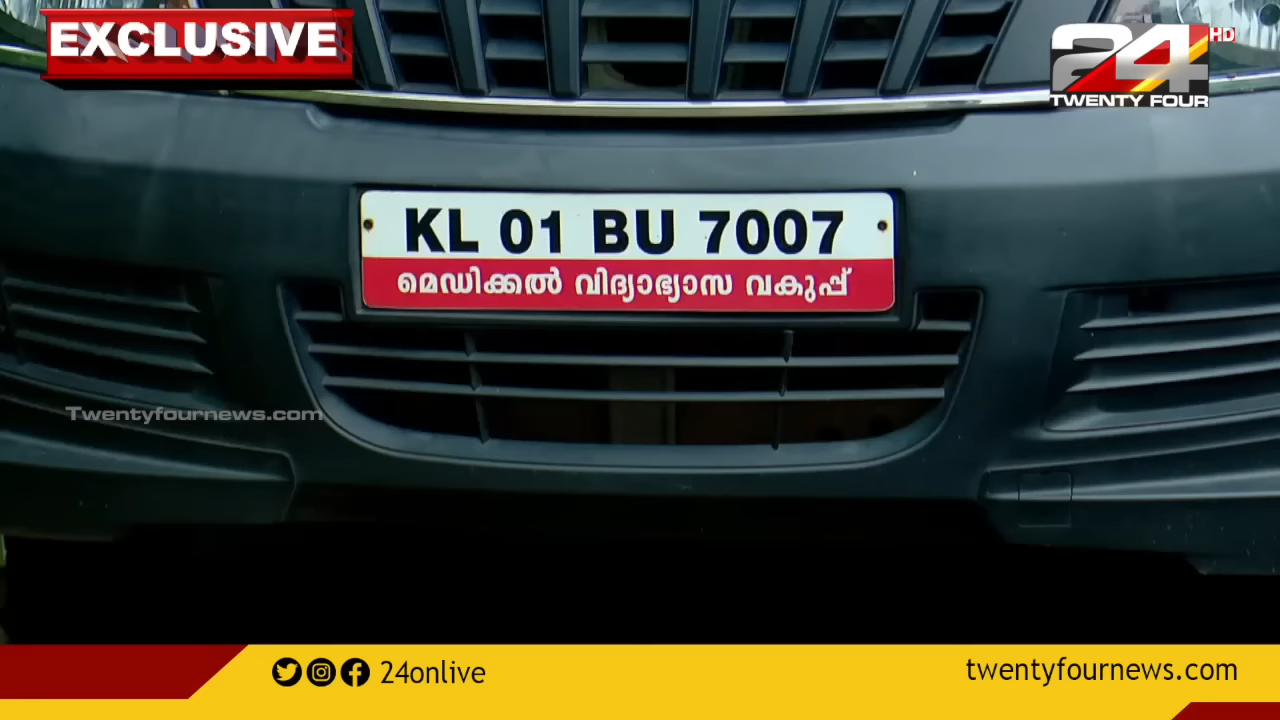 EXCLUSIVE
24 HD
TWENTY FOUR
KL 01 BU 7007
മെഡിക്കൽ വിദ്യാഭ്യാസ വകുപ്പ്
Twentyfournews.com
24onlive
twentyfournews.com